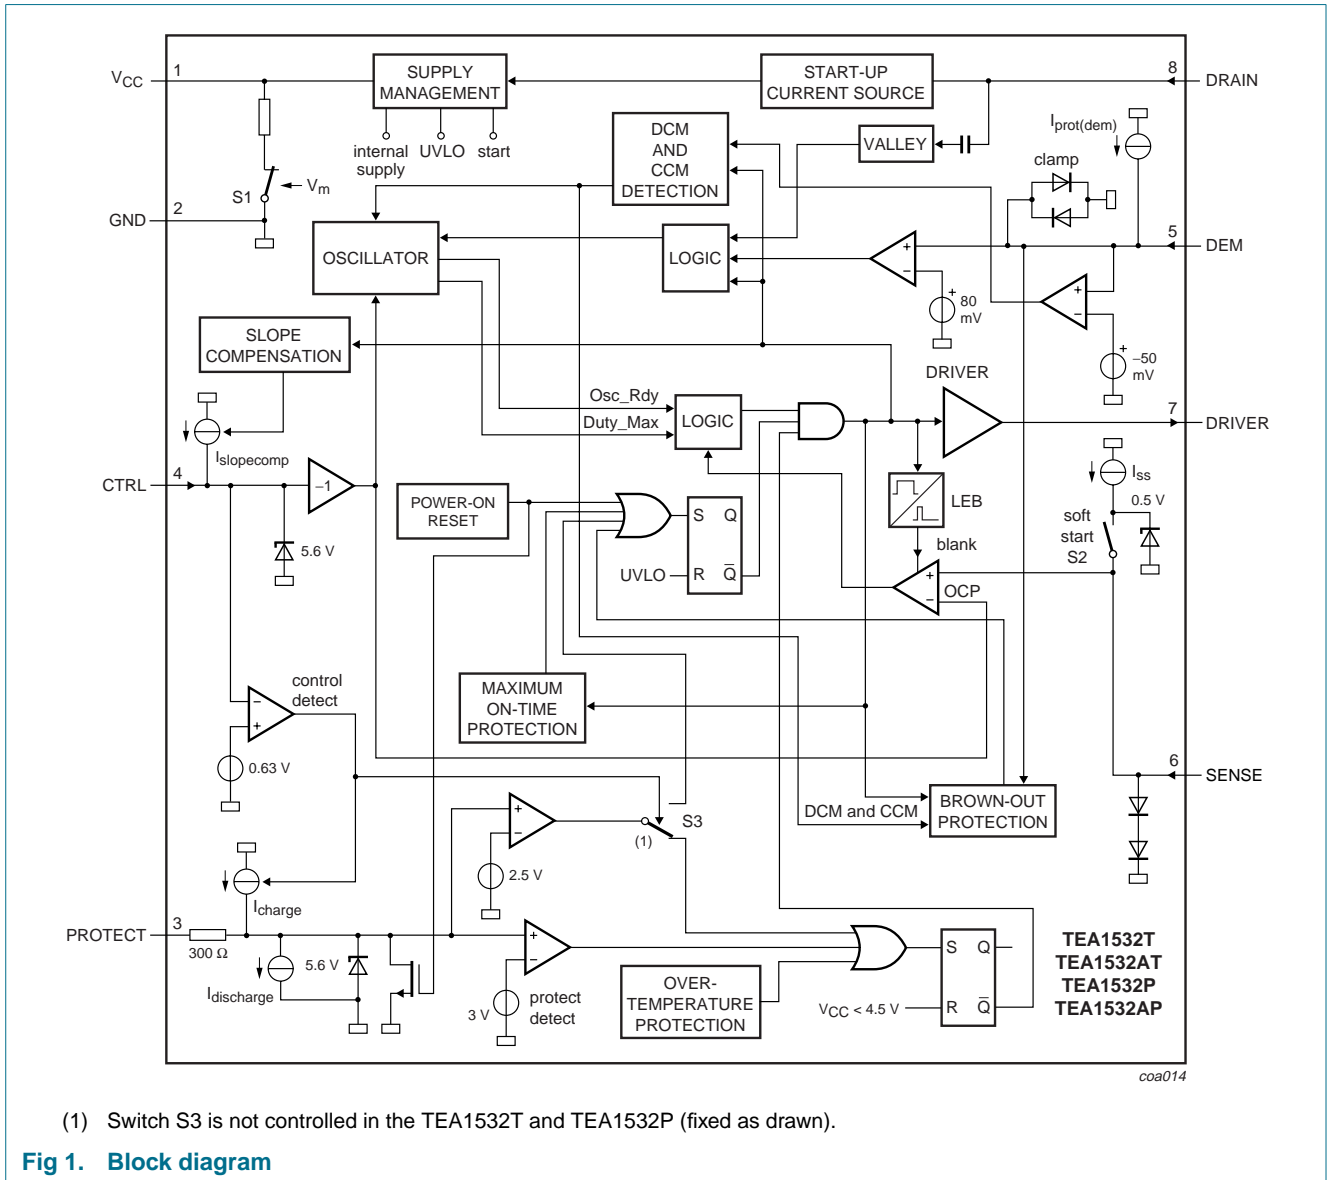 VCC
1
SUPPLY
MANAGEMENT
START-UP
CURRENT SOURCE
8
DRAIN
internal
supply
UVLO
start
DCM
AND
CCM
DETECTION
VALLEY
Iprot(dem)
clamp
S1
Vm
2
GND
OSCILLATOR
LOGIC
+
−
80
mV
+
5
DEM
+
−
−50
mV
+
SLOPE
COMPENSATION
DRIVER
Osc_Rdy
Duty_Max
LOGIC
7
DRIVER
Islopecomp
4
CTRL
−1
5.6 V
POWER-ON
RESET
S
Q
R
Q
UVLO
LEB
blank
+
−
OCP
Iss
0.5 V
soft
start
S2
control
detect
−
+
0.63 V
MAXIMUM
ON-TIME
PROTECTION
6
SENSE
DCM and CCM
BROWN-OUT
PROTECTION
+
−
S3
(1)
2.5 V
Icharge
3
PROTECT
300 Ω
Idischarge
5.6 V
+
−
3 V
protect
detect
OVER-
TEMPERATURE
PROTECTION
VCC < 4.5 V
S
Q
R
Q
TEA1532T
TEA1532AT
TEA1532P
TEA1532AP
coa014
(1) Switch S3 is not controlled in the TEA1532T and TEA1532P (fixed as drawn).
Fig 1. Block diagram